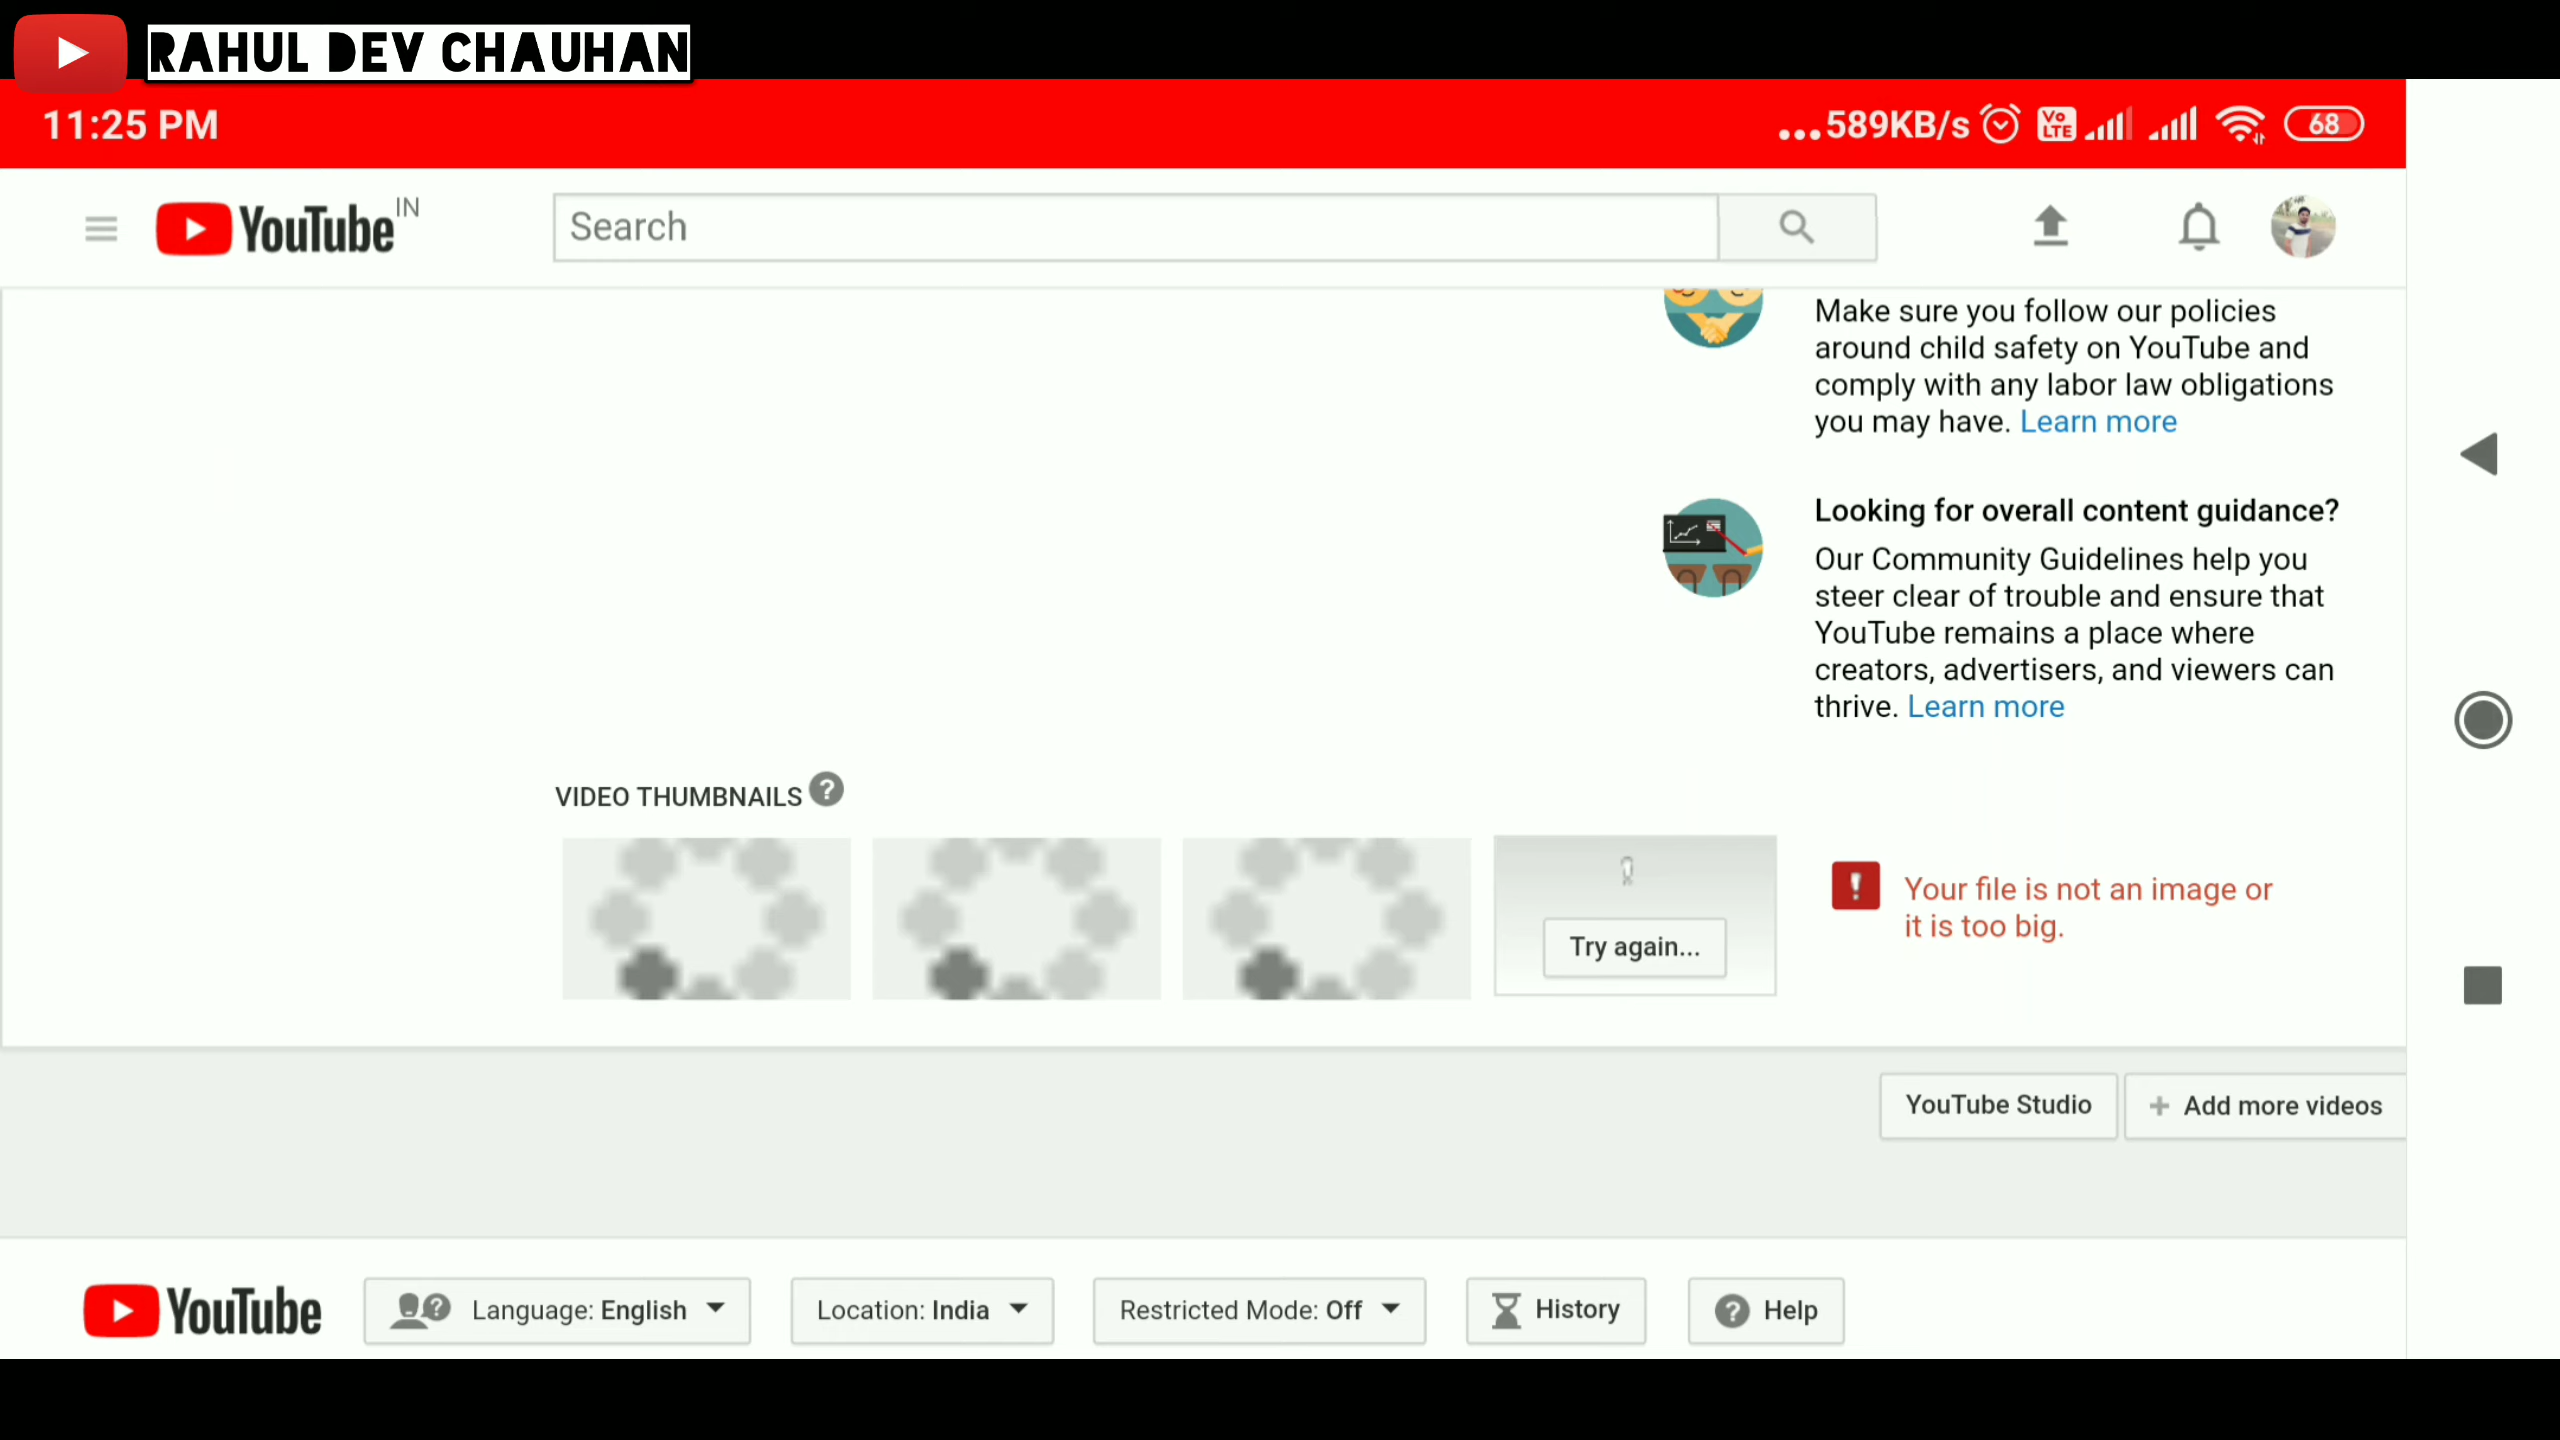 RAHUL DEV CHAUHAN
11:25 PM
...589KB/s Vo LTE 68
YouTube IN
Search
Make sure you follow our policies
around child safety on YouTube and
comply with any labor law obligations
you may have. Learn more
Looking for overall content guidance?
Our Community Guidelines help you
steer clear of trouble and ensure that
YouTube remains a place where
creators, advertisers, and viewers can
thrive. Learn more
VIDEO THUMBNAILS ?
Your file is not an image or
it is too big.
Try again...
YouTube Studio
+ Add more videos
YouTube
Language: English
Location: India
Restricted Mode: Off
History
? Help